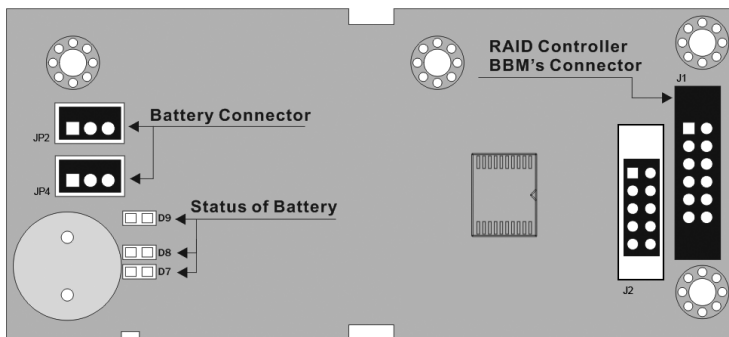 RAID Controller
BBM's Connector
J1
Battery Connector
JP2
JP4
Status of Battery
D9
D8
D7
J2